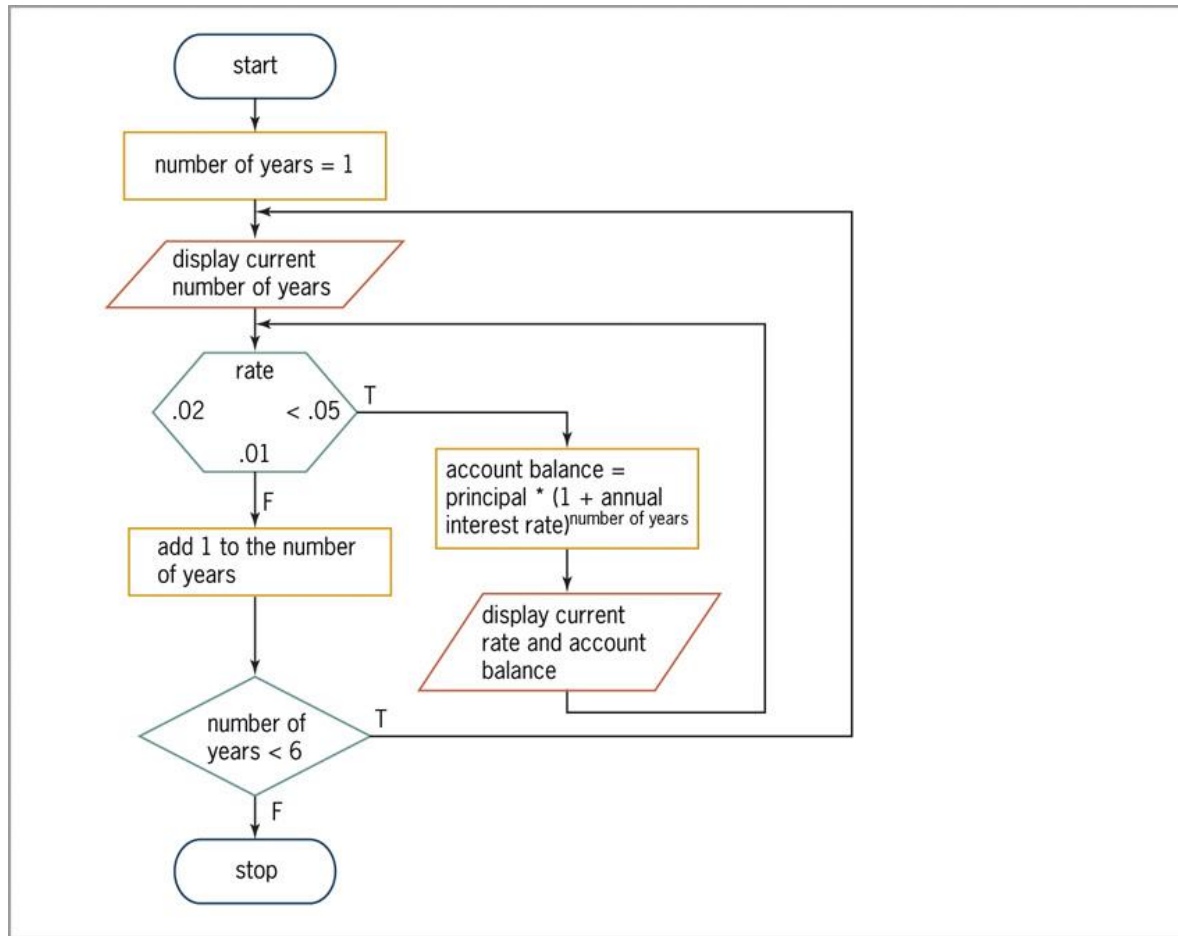 start
number of years = 1
display current
number of years
rate
.02 < .05
.01
T
F
account balance =
principal * (1 + annual
interest rate)^number of years
add 1 to the number
of years
display current
rate and account
balance
number of
years < 6
T
F
stop